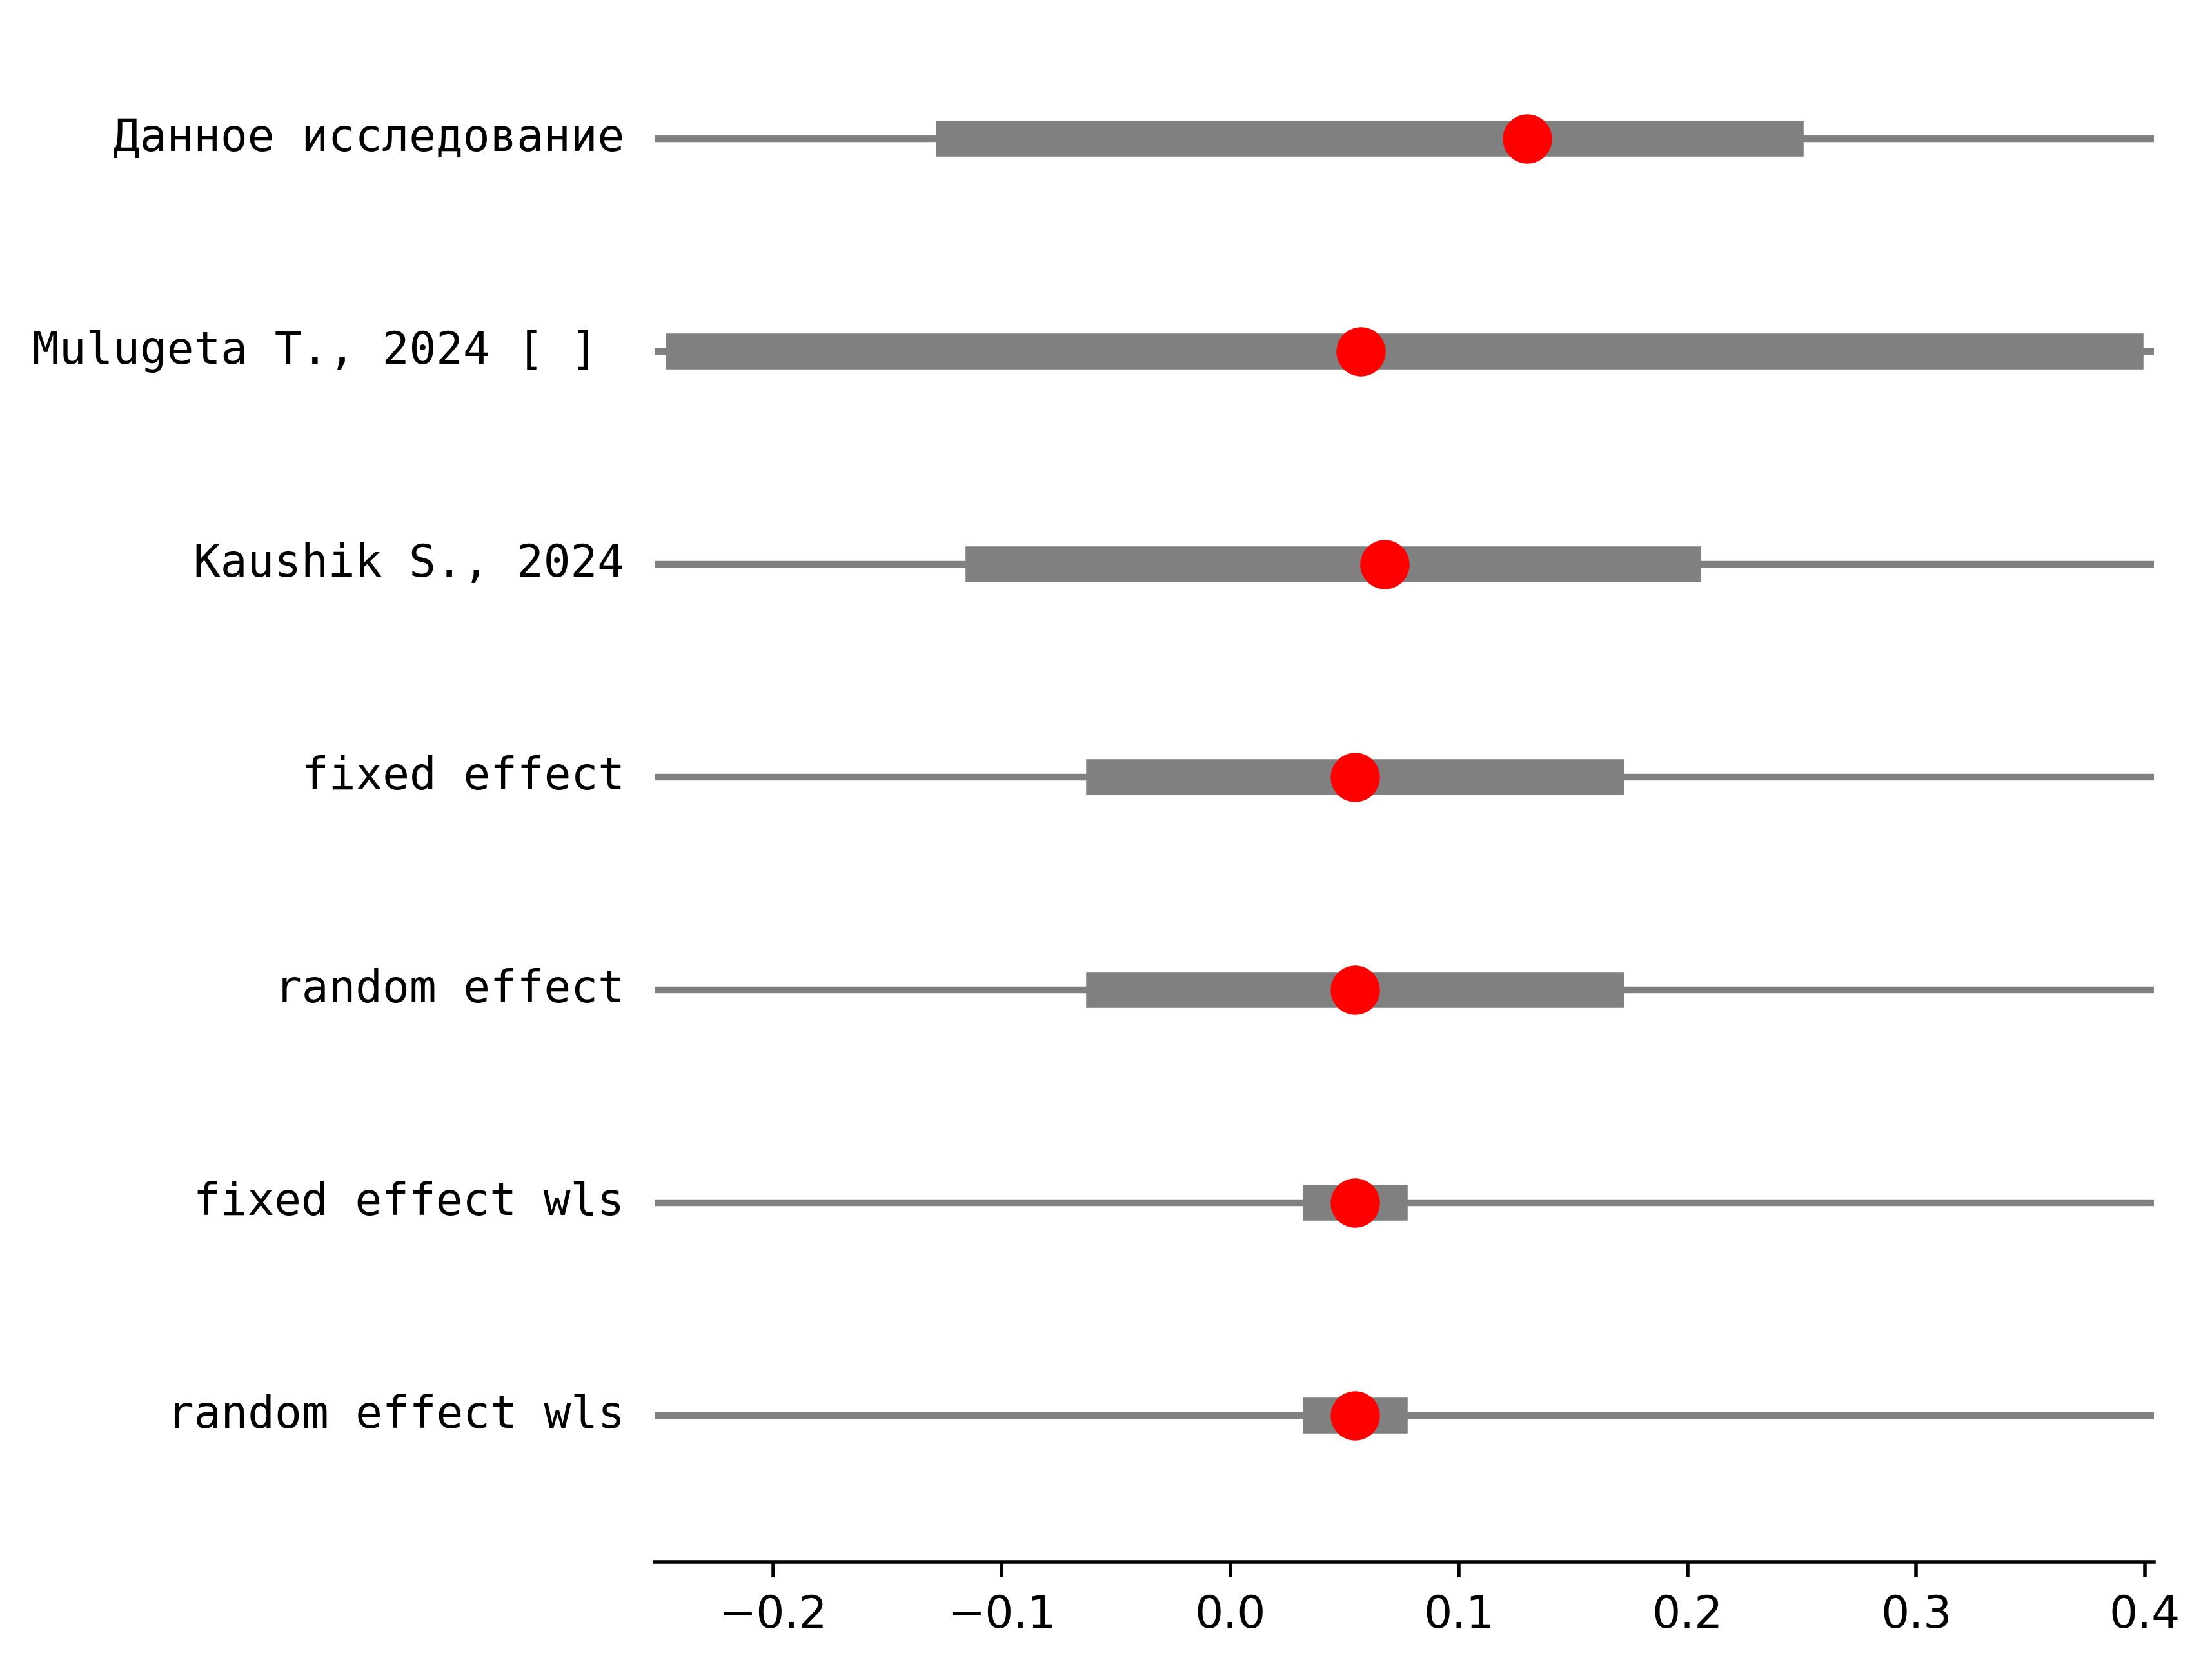 Данное исследование
Mulugeta T., 2024 [ ]
Kaushik S., 2024
fixed effect
random effect
fixed effect wls
random effect wls
−0.2 −0.1 0.0 0.1 0.2 0.3 0.4